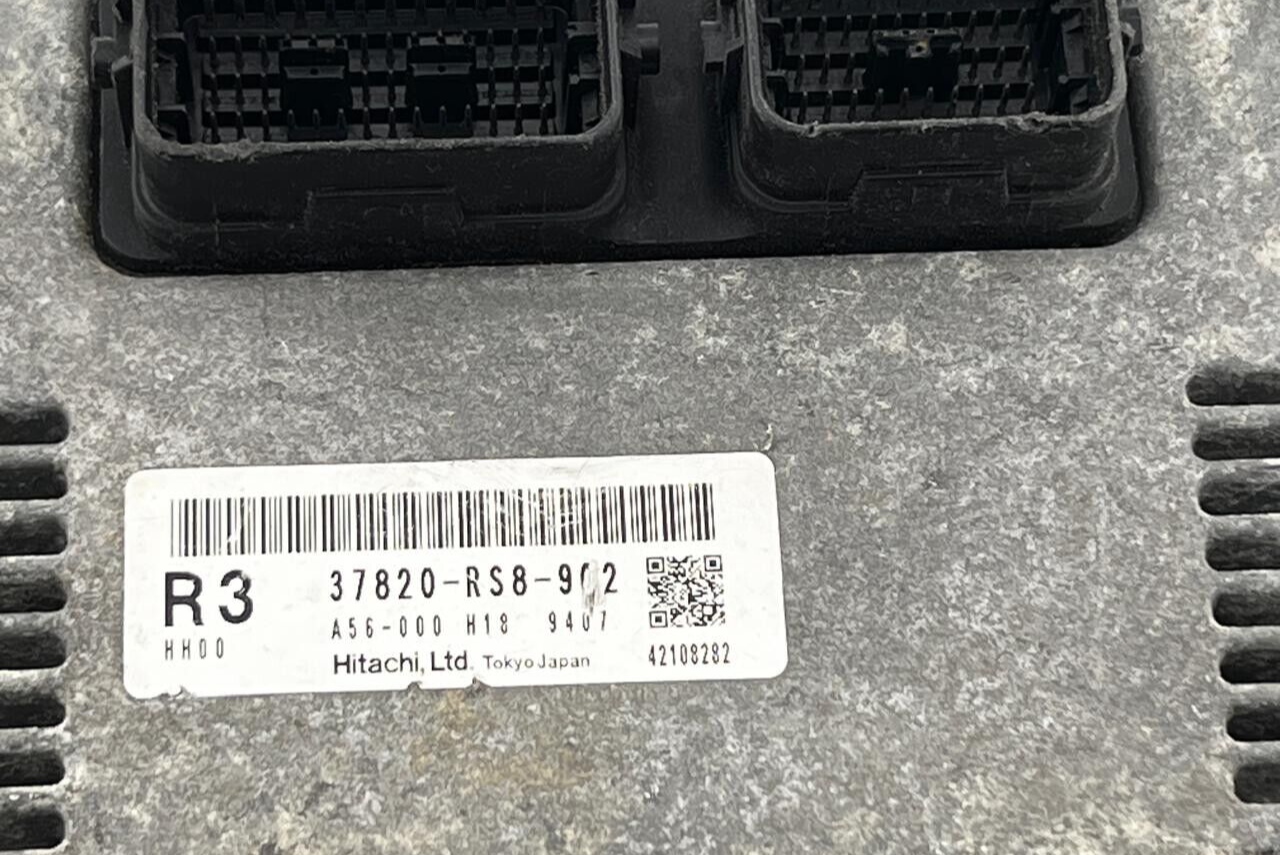 R3 37820-RS8-902
HH00 A56-000 H18 9407
Hitachi, Ltd. Tokyo Japan 42108282